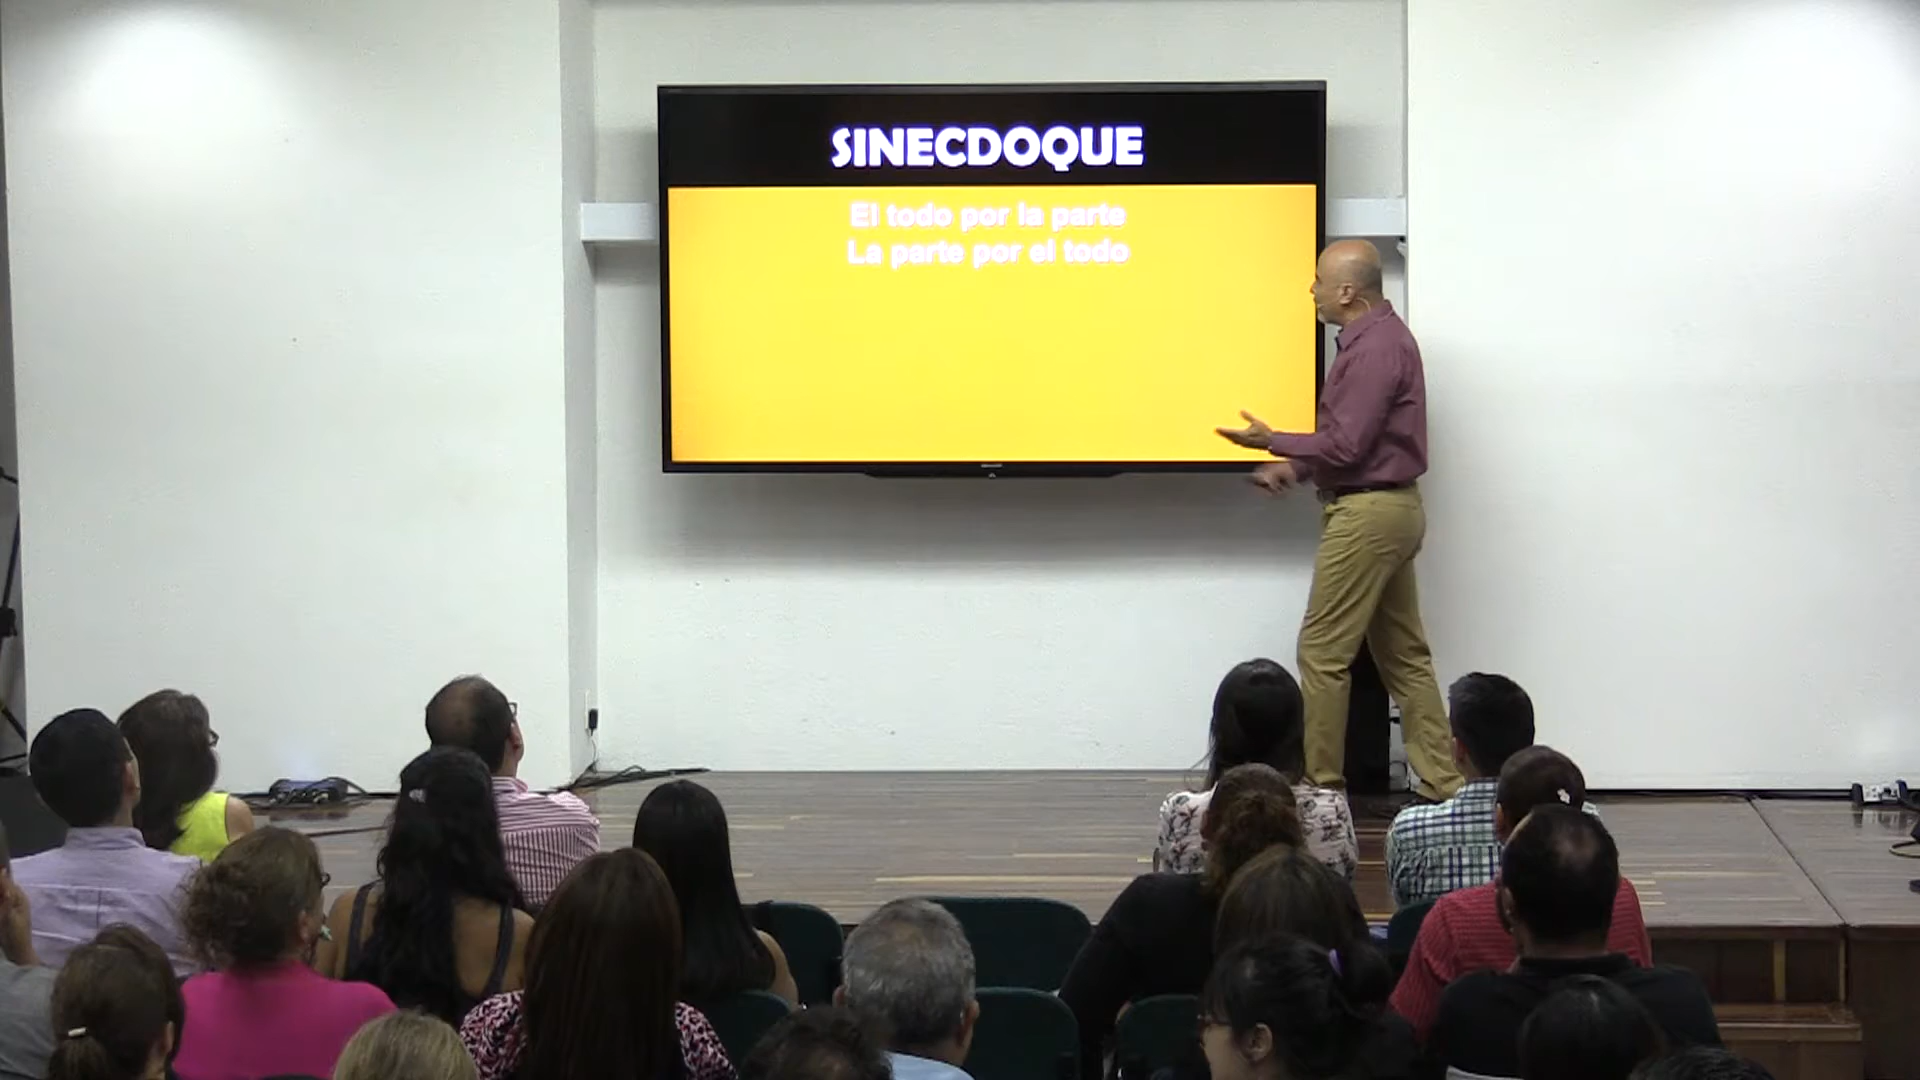 SINECDOQUE
El todo por la parte
La parte por el todo